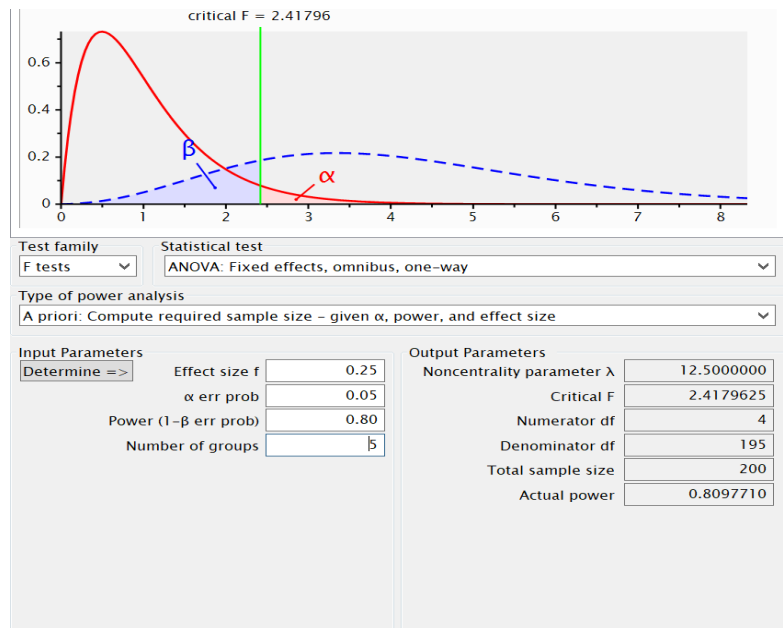 critical F = 2.41796
0.6
0.4
0.2
0
β
α
0 1 2 3 4 5 6 7 8
Test family Statistical test
F tests ANOVA: Fixed effects, omnibus, one-way
Type of power analysis
A priori: Compute required sample size – given α, power, and effect size
Input Parameters
Determine => Effect size f 0.25
α err prob 0.05
Power (1-β err prob) 0.80
Number of groups 5
Output Parameters
Noncentrality parameter λ 12.5000000
Critical F 2.4179625
Numerator df 4
Denominator df 195
Total sample size 200
Actual power 0.8097710